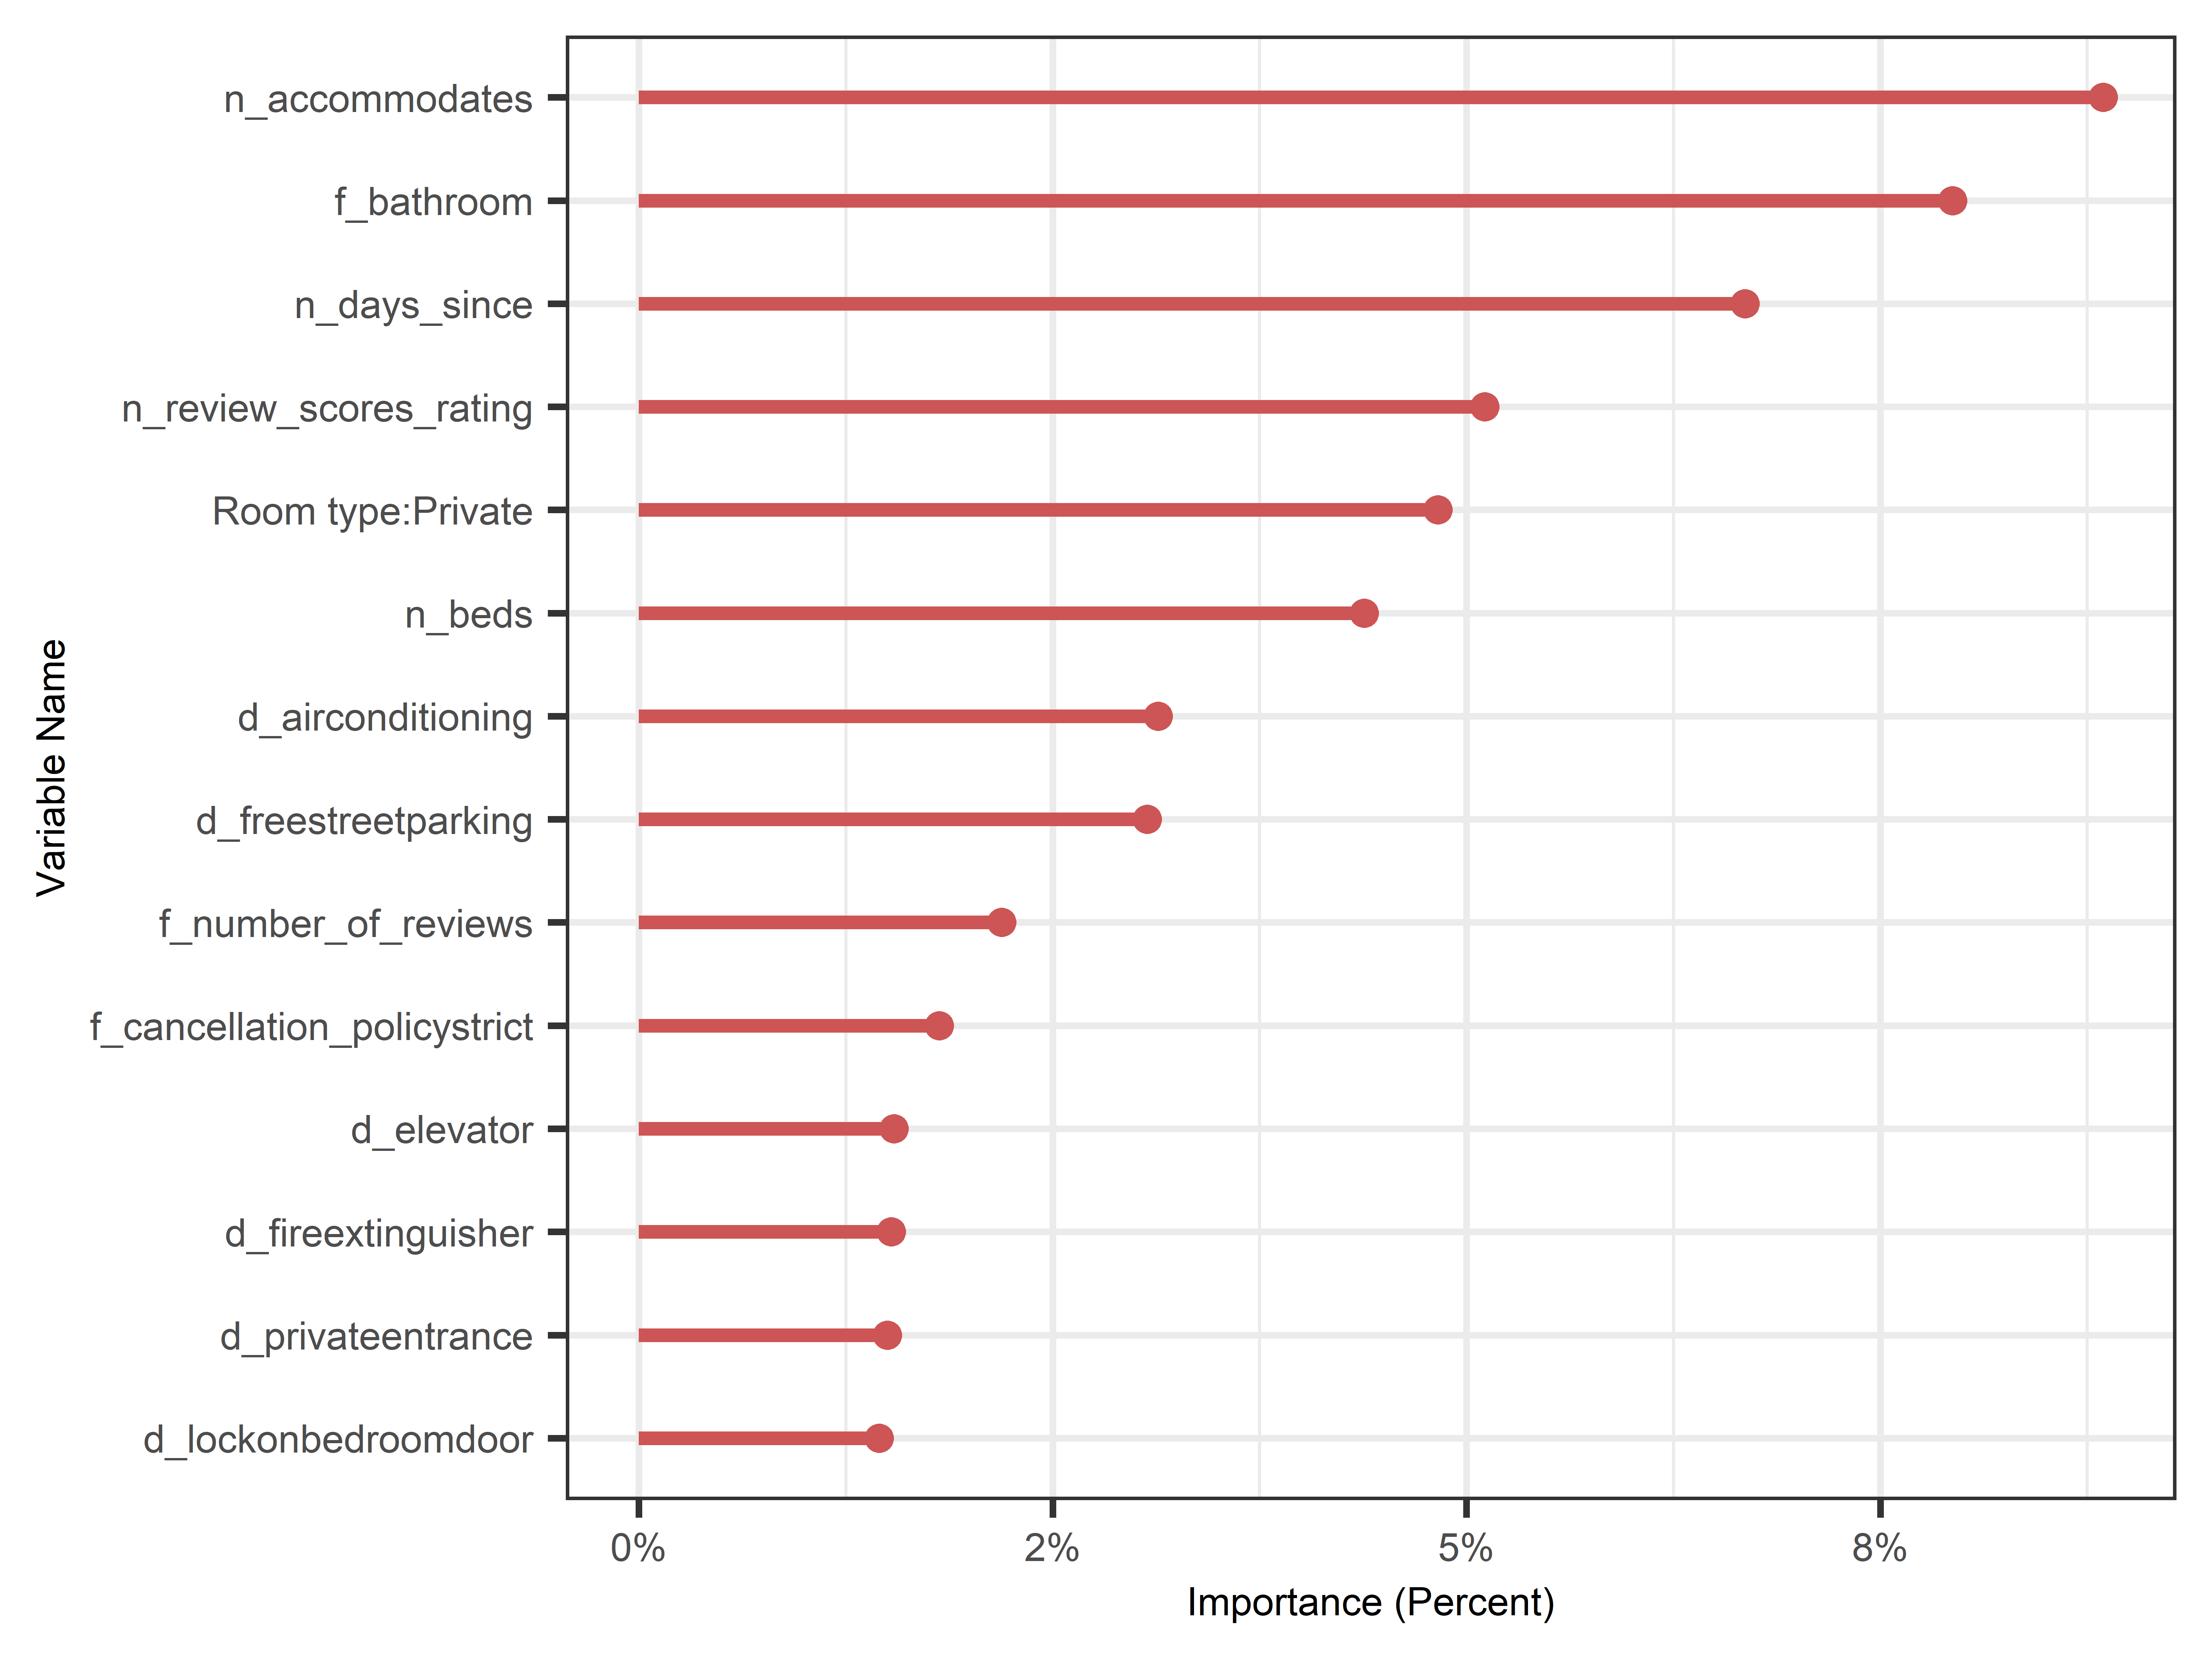 n_accommodates
f_bathroom
n_days_since
n_review_scores_rating
Room type:Private
n_beds
d_airconditioning
d_freestreetparking
f_number_of_reviews
f_cancellation_policystrict
d_elevator
d_fireextinguisher
d_privateentrance
d_lockonbedroomdoor
Variable Name
0% 2% 5% 8%
Importance (Percent)